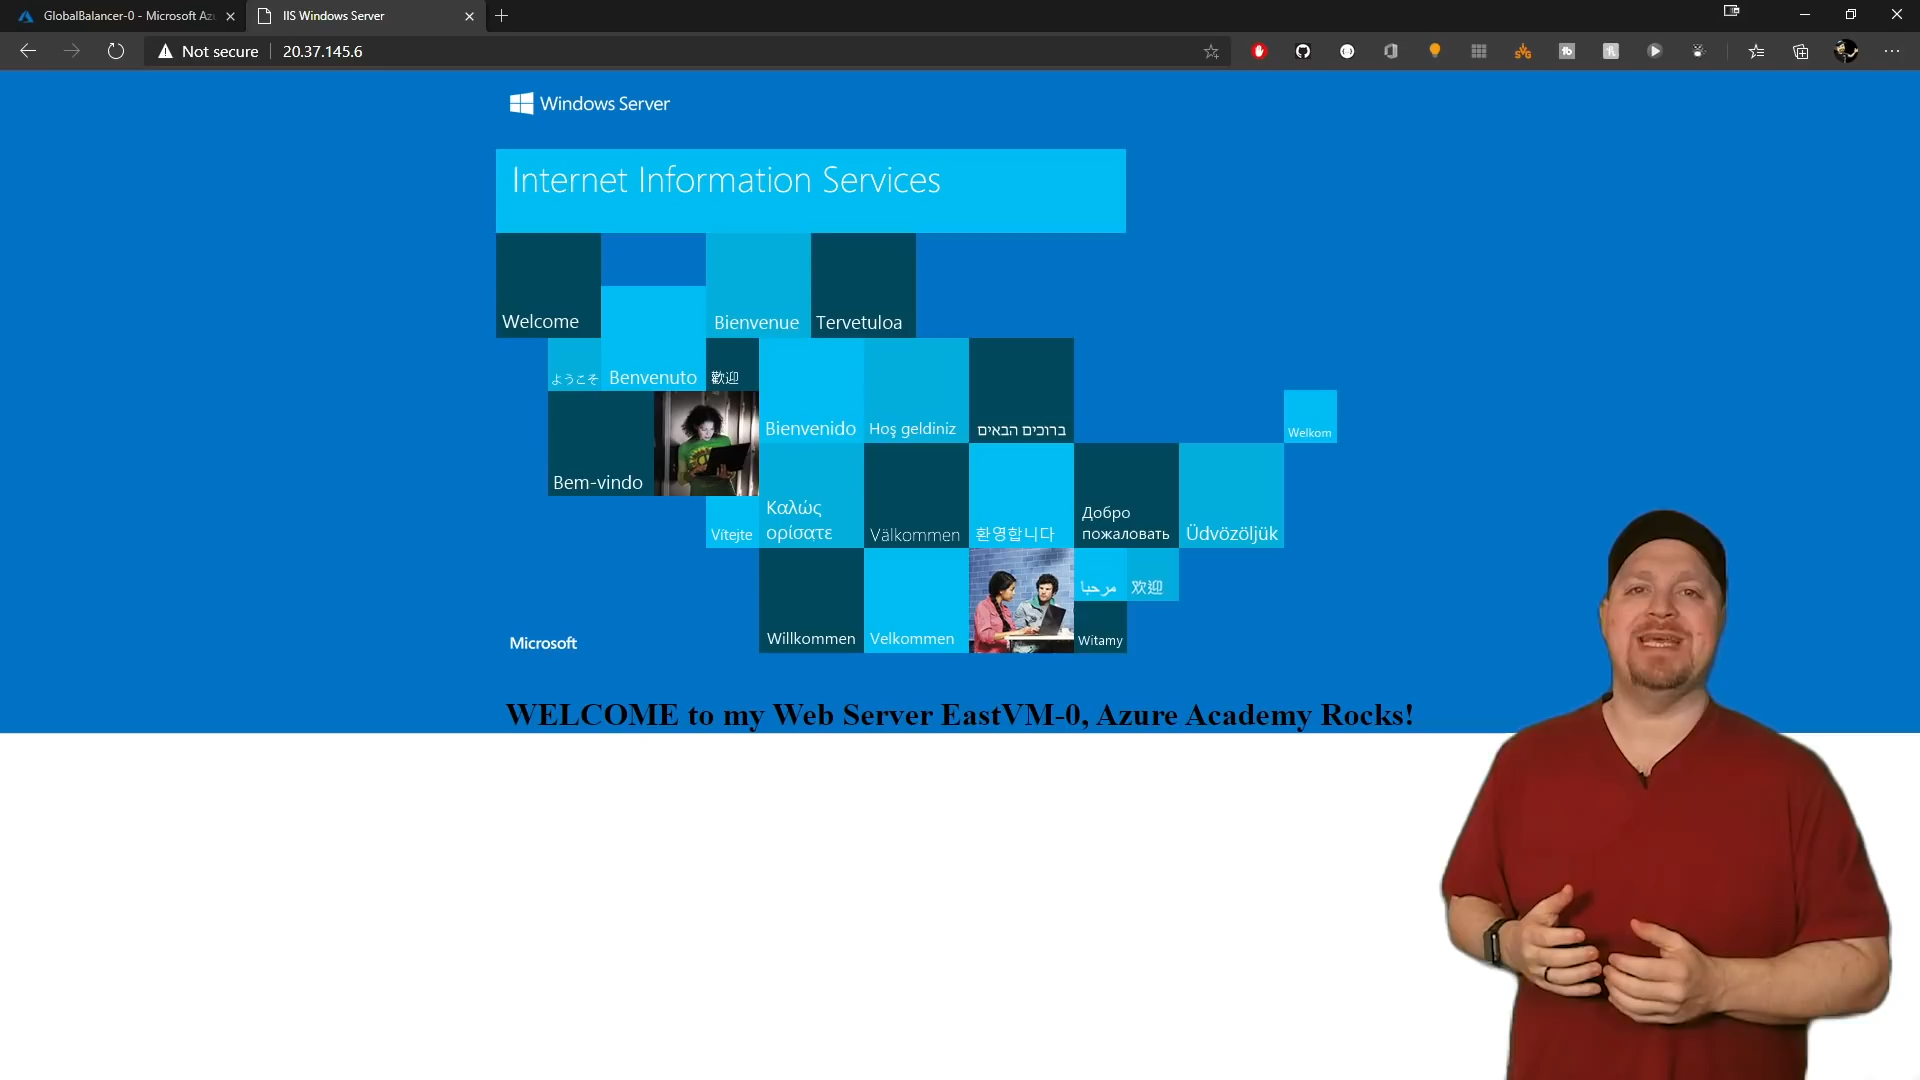 GlobalBalancer-0 - Microsoft Az
IIS Windows Server
Not secure
20.37.145.6
Windows Server
Internet Information Services
Welcome
Bienvenue
Tervetuloa
ようこそ
Benvenuto
歡迎
Bienvenido
Hoş geldiniz
ברוכים הבאים
Welkom
Bem-vindo
Vítejte
Καλώς
ορίσατε
Välkommen
환영합니다
Добро
пожаловать
Üdvözöljük
Willkommen
Velkommen
مرحبا
欢迎
Witamy
Microsoft
WELCOME to my Web Server EastVM-0, Azure Academy Rocks!